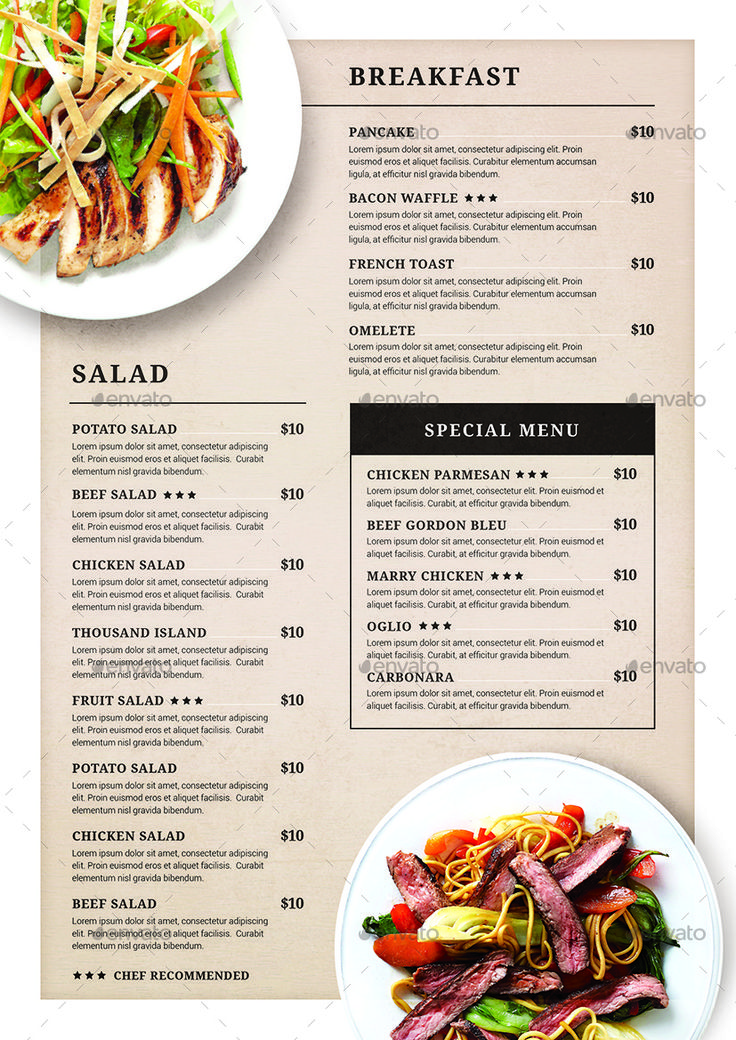 BREAKFAST
PANCAKE $10
Lorem ipsum dolor sit amet, consectetur adipiscing elit. Proin
euismod eros et aliquet facilisis. Curabitur elementum accumsan
ligula, at efficitur nisl gravida bibendum.
BACON WAFFLE ★★★ $10
Lorem ipsum dolor sit amet, consectetur adipiscing elit. Proin
euismod eros et aliquet facilisis. Curabitur elementum accumsan
ligula, at efficitur nisl gravida bibendum.
FRENCH TOAST $10
Lorem ipsum dolor sit amet, consectetur adipiscing elit. Proin
euismod eros et aliquet facilisis. Curabitur elementum accumsan
ligula, at efficitur nisl gravida bibendum.
OMELETE $10
Lorem ipsum dolor sit amet, consectetur adipiscing elit. Proin
euismod eros et aliquet facilisis. Curabitur elementum accumsan
ligula, at efficitur nisl gravida bibendum.
SALAD
POTATO SALAD $10
Lorem ipsum dolor sit amet, consectetur adipiscing
elit. Proin euismod eros et aliquet facilisis. Curabit
elementum nisl gravida bibendum.
BEEF SALAD ★★★ $10
Lorem ipsum dolor sit amet, consectetur adipiscing
elit. Proin euismod eros et aliquet facilisis. Curabit
elementum nisl gravida bibendum.
CHICKEN SALAD $10
Lorem ipsum dolor sit amet, consectetur adipiscing
elit. Proin euismod eros et aliquet facilisis. Curabit
elementum nisl gravida bibendum.
THOUSAND ISLAND $10
Lorem ipsum dolor sit amet, consectetur adipiscing
elit. Proin euismod eros et aliquet facilisis. Curabit
elementum nisl gravida bibendum.
FRUIT SALAD ★★★ $10
Lorem ipsum dolor sit amet, consectetur adipiscing
elit. Proin euismod eros et aliquet facilisis. Curabit
elementum nisl gravida bibendum.
POTATO SALAD $10
Lorem ipsum dolor sit amet, consectetur adipiscing
elit. Proin euismod eros et aliquet facilisis. Curabit
elementum nisl gravida bibendum.
CHICKEN SALAD $10
Lorem ipsum dolor sit amet, consectetur adipiscing
elit. Proin euismod eros et aliquet facilisis. Curabit
elementum nisl gravida bibendum.
BEEF SALAD $10
Lorem ipsum dolor sit amet, consectetur adipiscing
elit. Proin euismod eros et aliquet facilisis. Curabit
elementum nisl gravida bibendum.
★★★ CHEF RECOMMENDED
SPECIAL MENU
CHICKEN PARMESAN ★★★ $10
Lorem ipsum dolor sit amet, consectetur adipiscing. Proin euismod et
aliquet facilisis. Curabit, at efficitur gravida bibendum.
BEEF GORDON BLEU $10
Lorem ipsum dolor sit amet, consectetur adipiscing. Proin euismod et
aliquet facilisis. Curabit, at efficitur gravida bibendum.
MARRY CHICKEN ★★★ $10
Lorem ipsum dolor sit amet, consectetur adipiscing. Proin euismod et
aliquet facilisis. Curabit, at efficitur gravida bibendum.
OGLIO ★★★ $10
Lorem ipsum dolor sit amet, consectetur adipiscing. Proin euismod et
aliquet facilisis. Curabit, at efficitur gravida bibendum.
CARBONARA $10
Lorem ipsum dolor sit amet, consectetur adipiscing. Proin euismod et
aliquet facilisis. Curabit, at efficitur gravida bibendum.
envato
envato
envato
envato
envato
envato
envato
envato
envato
envato
envato